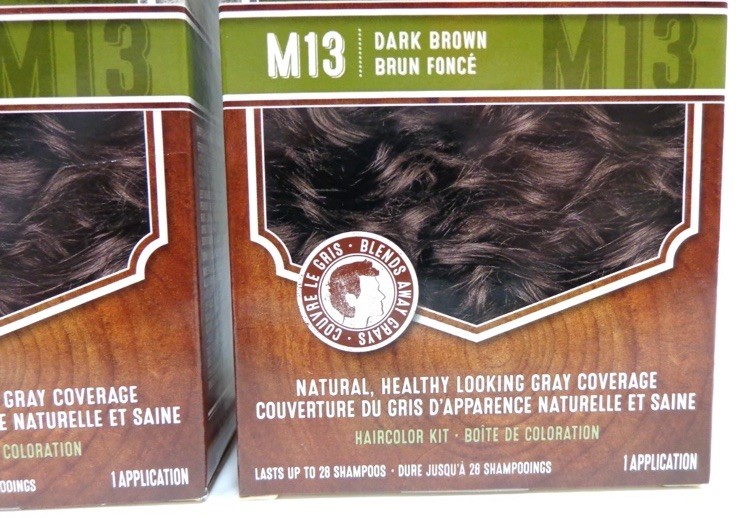 M13
M13
DARK BROWN
BRUN FONCÉ
M13
COUVRE LE GRIS · BLENDS AWAY GRAYS ·
NATURAL, HEALTHY LOOKING GRAY COVERAGE
COUVERTURE DU GRIS D'APPARENCE NATURELLE ET SAINE
HAIRCOLOR KIT · BOÎTE DE COLORATION
LASTS UP TO 28 SHAMPOOS · DURE JUSQU'À 28 SHAMPOOINGS
1 APPLICATION
GRAY COVERAGE
E NATURELLE ET SAINE
COLORATION
OOINGS
1 APPLICATION